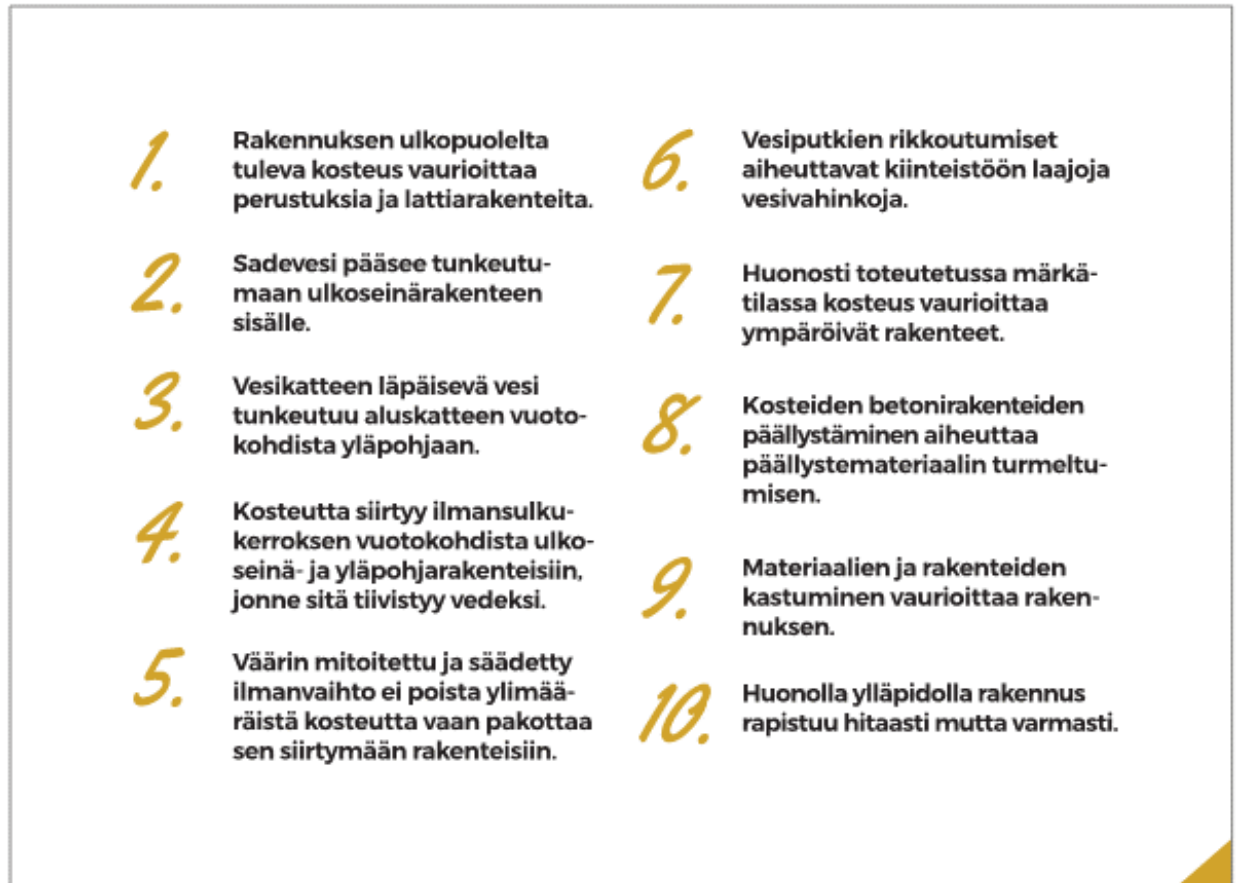 1.
Rakennuksen ulkopuolelta
tuleva kosteus vaurioittaa
perustuksia ja lattiarakenteita.
2.
Sadevesi pääsee tunkeutu-
maan ulkoseinärakenteen
sisälle.
3.
Vesikatteen läpäisevä vesi
tunkeutuu aluskatteen vuoto-
kohdista yläpohjaan.
4.
Kosteutta siirtyy ilmansulku-
kerroksen vuotokohdista ulko-
seinä- ja yläpohjarakenteisiin,
jonne sitä tiivistyy vedeksi.
5.
Väärin mitoitettu ja säädetty
ilmanvaihto ei poista ylimää-
räistä kosteutta vaan pakottaa
sen siirtymään rakenteisiin.
6.
Vesiputkien rikkoutumiset
aiheuttavat kiinteistöön laajoja
vesivahinkoja.
7.
Huonosti toteutetussa märkä-
tilassa kosteus vaurioittaa
ympäröivät rakenteet.
8.
Kosteiden betonirakenteiden
päällystäminen aiheuttaa
päällystemateriaalin turmeltu-
misen.
9.
Materiaalien ja rakenteiden
kastuminen vaurioittaa raken-
nuksen.
10.
Huonolla ylläpidolla rakennus
rapistuu hitaasti mutta varmasti.